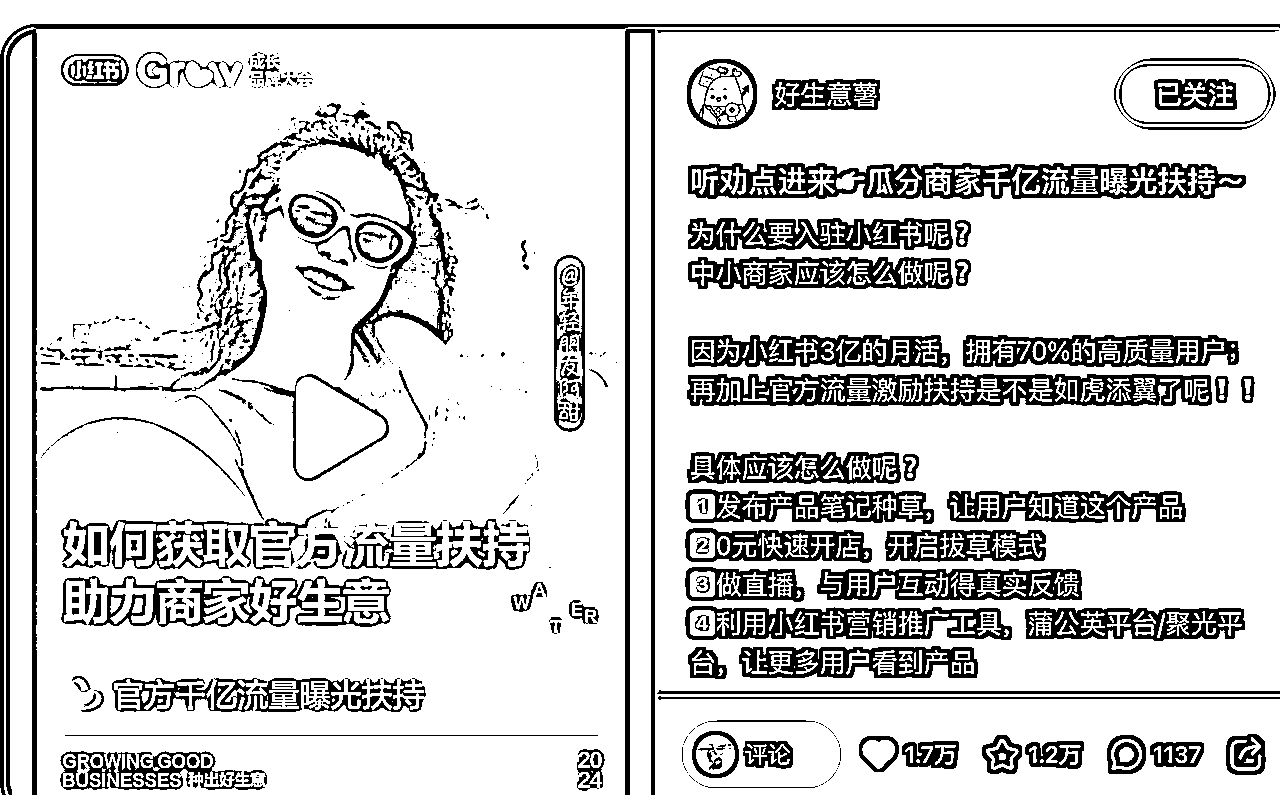 小红书 Grow 成长
品牌大会
@年轻朋友阿甜
如何获取官方流量扶持
助力商家好生意
WATER
官方千亿流量曝光扶持
GROWING GOOD 20
BUSINESSES 种出好生意 24
好生意薯
已关注
听劝点进来👉瓜分商家千亿流量曝光扶持~
为什么要入驻小红书呢？
中小商家应该怎么做呢？
因为小红书3亿的月活，拥有70%的高质量用户；
再加上官方流量激励扶持是不是如虎添翼了呢！！
具体应该怎么做呢？
1发布产品笔记种草，让用户知道这个产品
20元快速开店，开启拔草模式
3做直播，与用户互动得真实反馈
4利用小红书营销推广工具，蒲公英平台/聚光平
台，让更多用户看到产品
评论 1.7万 1.2万 1137